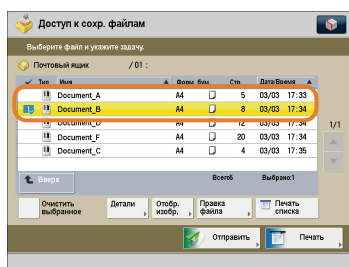 Доступ к сохр. файлам
Выберите файл и укажите задачу.
Почтовый ящик / 01 :
Тип Имя Форм. бум. Стр. Дата/Время
Document_A A4 5 03/03 17:33
Document_B A4 8 03/03 17:34
Document_D A4 12 03/03 17:34
Document_F A4 20 03/03 17:34
Document_C A4 4 03/03 17:35
1/1
Вверх Всего5 Выбрано:1
Очистить выбранное Детали Отобр. изобр. Правка файла Печать списка
Отправить Печать